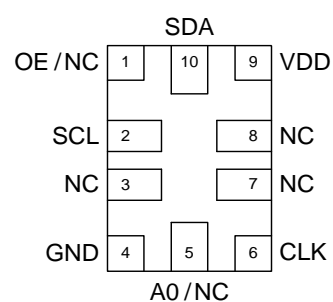 SDA
OE/NC 1 10 9 VDD
SCL 2 8 NC
NC 3 7 NC
GND 4 5 6 CLK
A0/NC